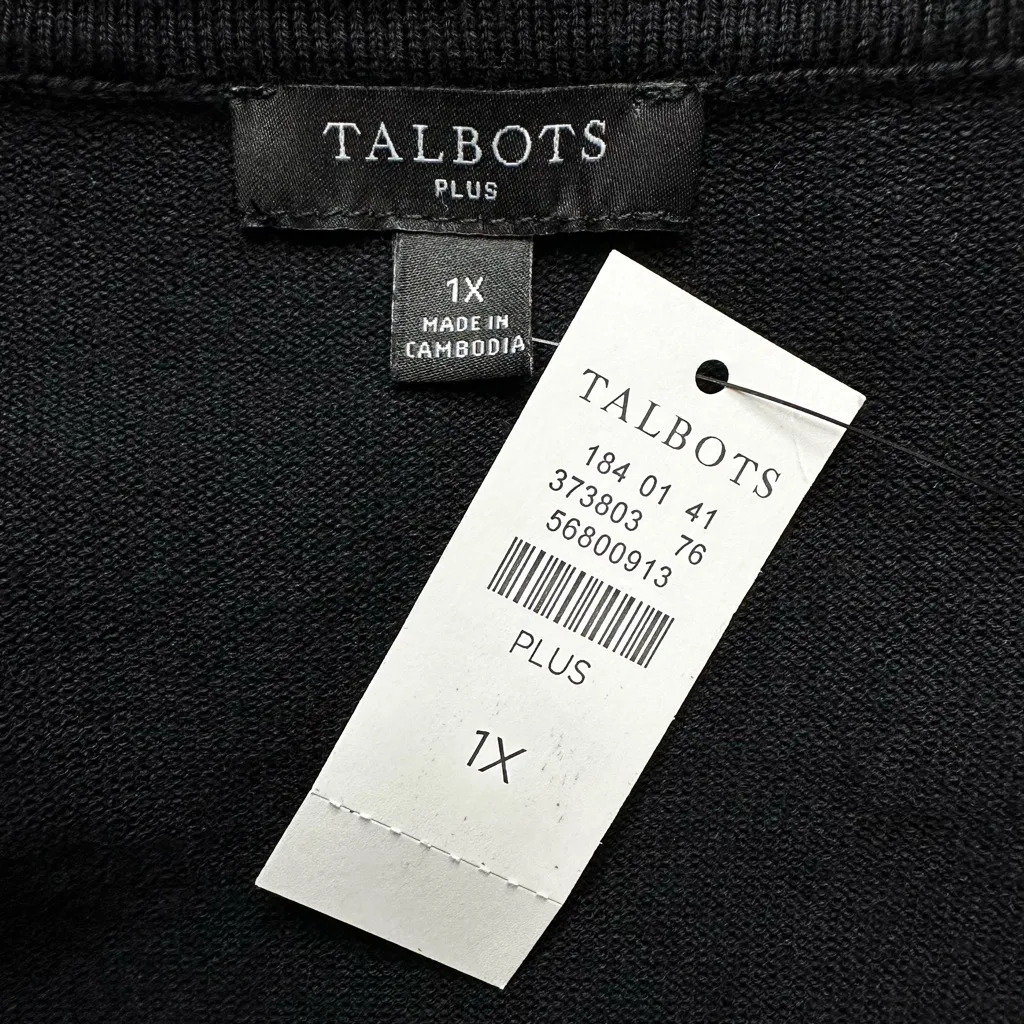 TALBOTS
PLUS
1X
MADE IN
CAMBODIA
TALBOTS
184 01 41
373803 76
56800913
PLUS
1X